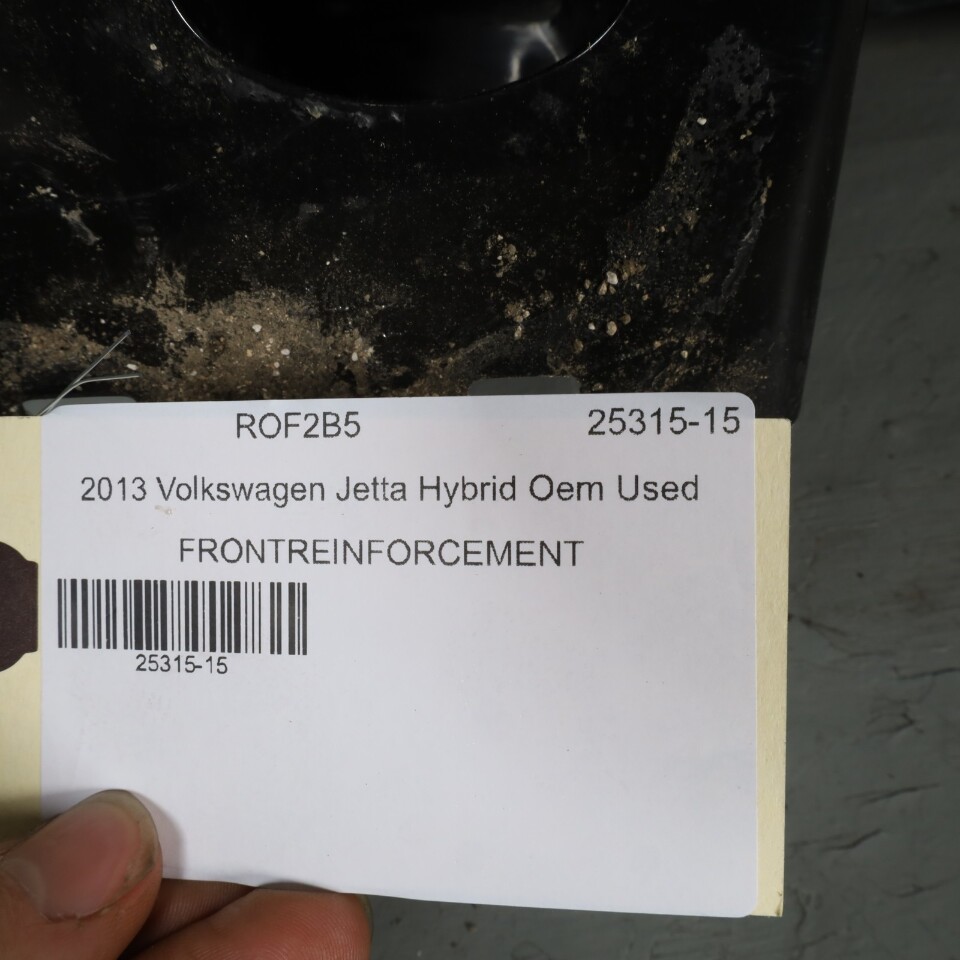 ROF2B5 25315-15
2013 Volkswagen Jetta Hybrid Oem Used
FRONTREINFORCEMENT
25315-15